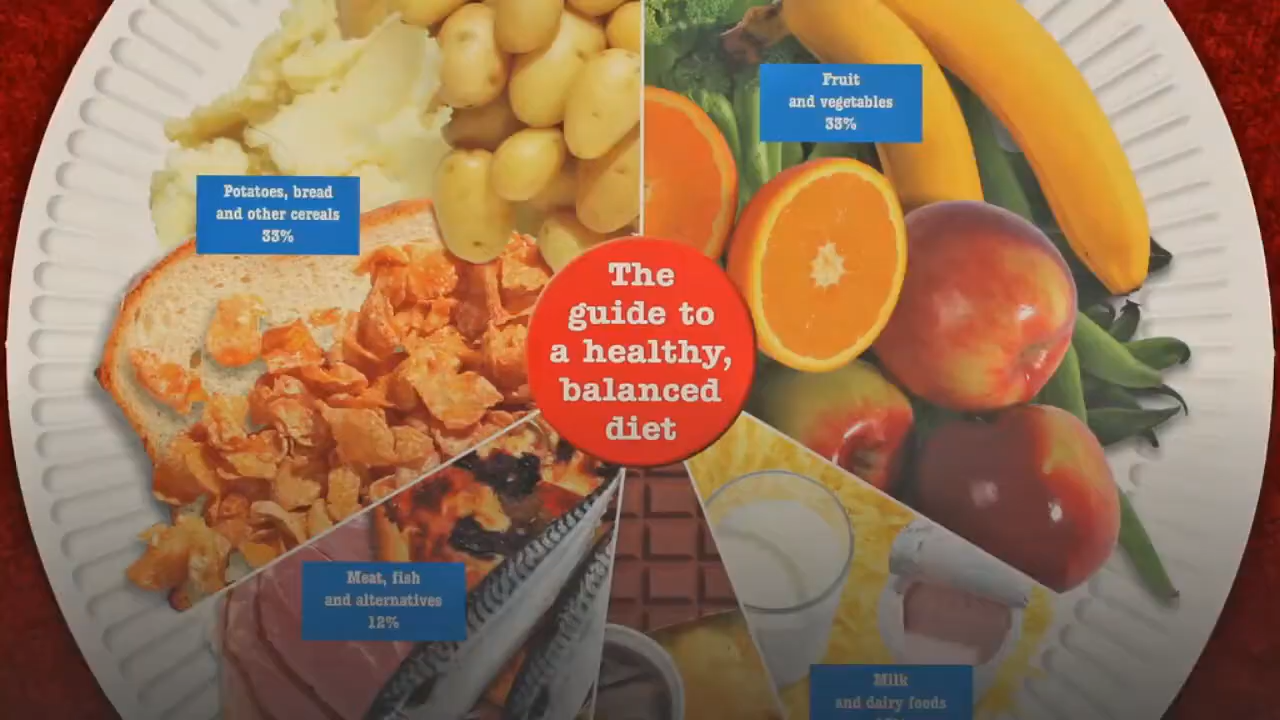 Fruit
and vegetables
33%
Potatoes, bread
and other cereals
33%
The
guide to
a healthy,
balanced
diet
Meat, fish
and alternatives
12%
Milk
and dairy foods